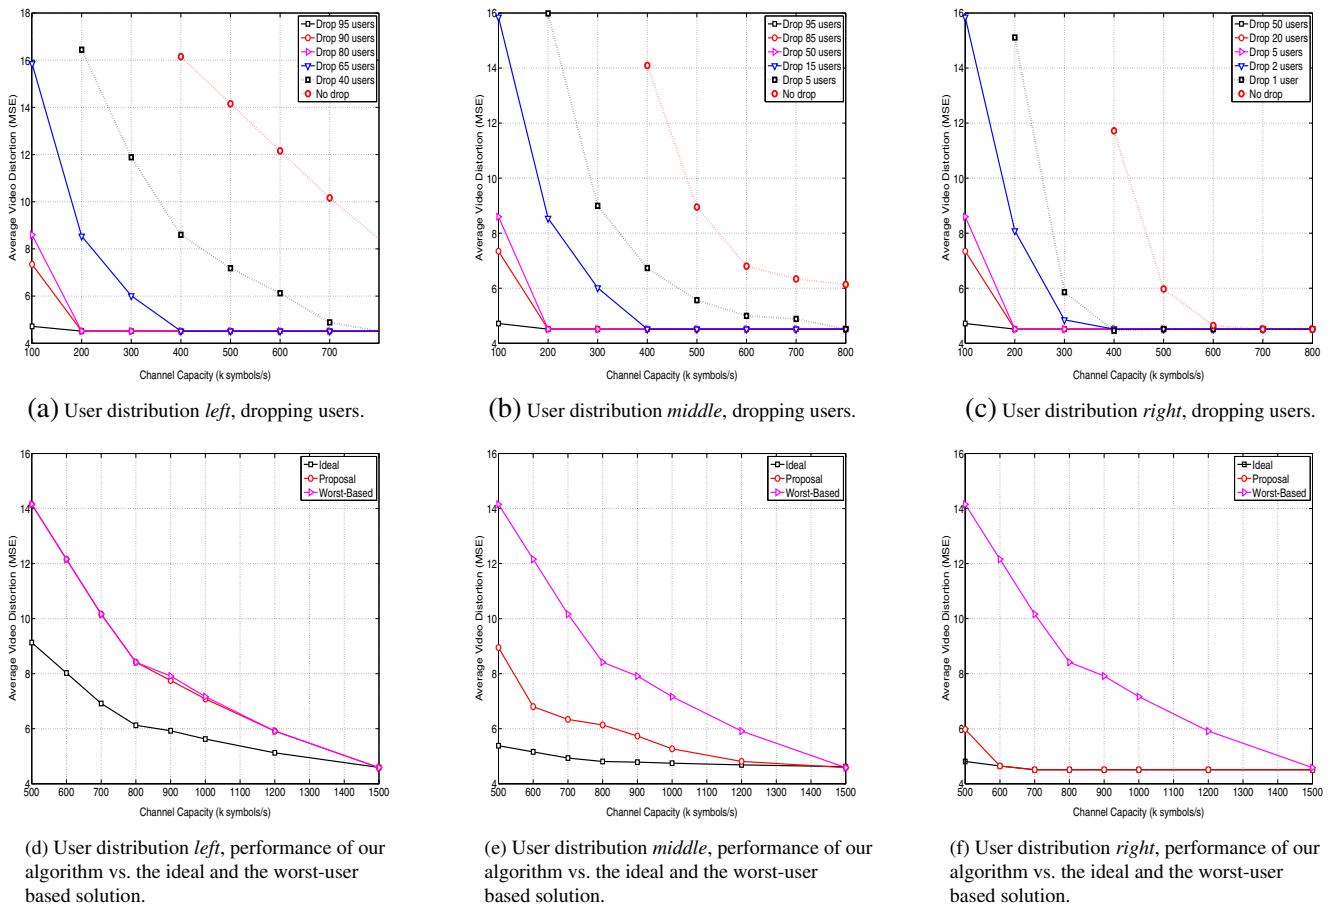 18
16
14
12
10
8
6
4
100 200 300 400 500 600 700
Average Video Distortion (MSE)
Channel Capacity (k symbols/s)
Drop 95 users
Drop 90 users
Drop 80 users
Drop 65 users
Drop 40 users
No drop
(a) User distribution left, dropping users.
16
14
12
10
8
6
4
100 200 300 400 500 600 700 800
Average Video Distortion (MSE)
Channel Capacity (k symbols/s)
Drop 95 users
Drop 85 users
Drop 50 users
Drop 15 users
Drop 5 users
No drop
(b) User distribution middle, dropping users.
16
14
12
10
8
6
4
100 200 300 400 500 600 700 800
Average Video Distortion (MSE)
Channel Capacity (k symbols/s)
Drop 50 users
Drop 20 users
Drop 5 users
Drop 2 users
Drop 1 user
No drop
(c) User distribution right, dropping users.
16
14
12
10
8
6
4
500 600 700 800 900 1000 1100 1200 1300 1400 1500
Average Video Distortion (MSE)
Channel Capacity (k symbols/s)
Ideal
Proposal
Worst-Based
(d) User distribution left, performance of our
algorithm vs. the ideal and the worst-user
based solution.
16
14
12
10
8
6
4
500 600 700 800 900 1000 1100 1200 1300 1400 1500
Average Video Distortion (MSE)
Channel Capacity (k symbols/s)
Ideal
Proposal
Worst-Based
(e) User distribution middle, performance of our
algorithm vs. the ideal and the worst-user
based solution.
16
14
12
10
8
6
4
500 600 700 800 900 1000 1100 1200 1300 1400 1500
Average Video Distortion (MSE)
Channel Capacity (k symbols/s)
Ideal
Proposal
Worst-Based
(f) User distribution right, performance of our
algorithm vs. the ideal and the worst-user
based solution.